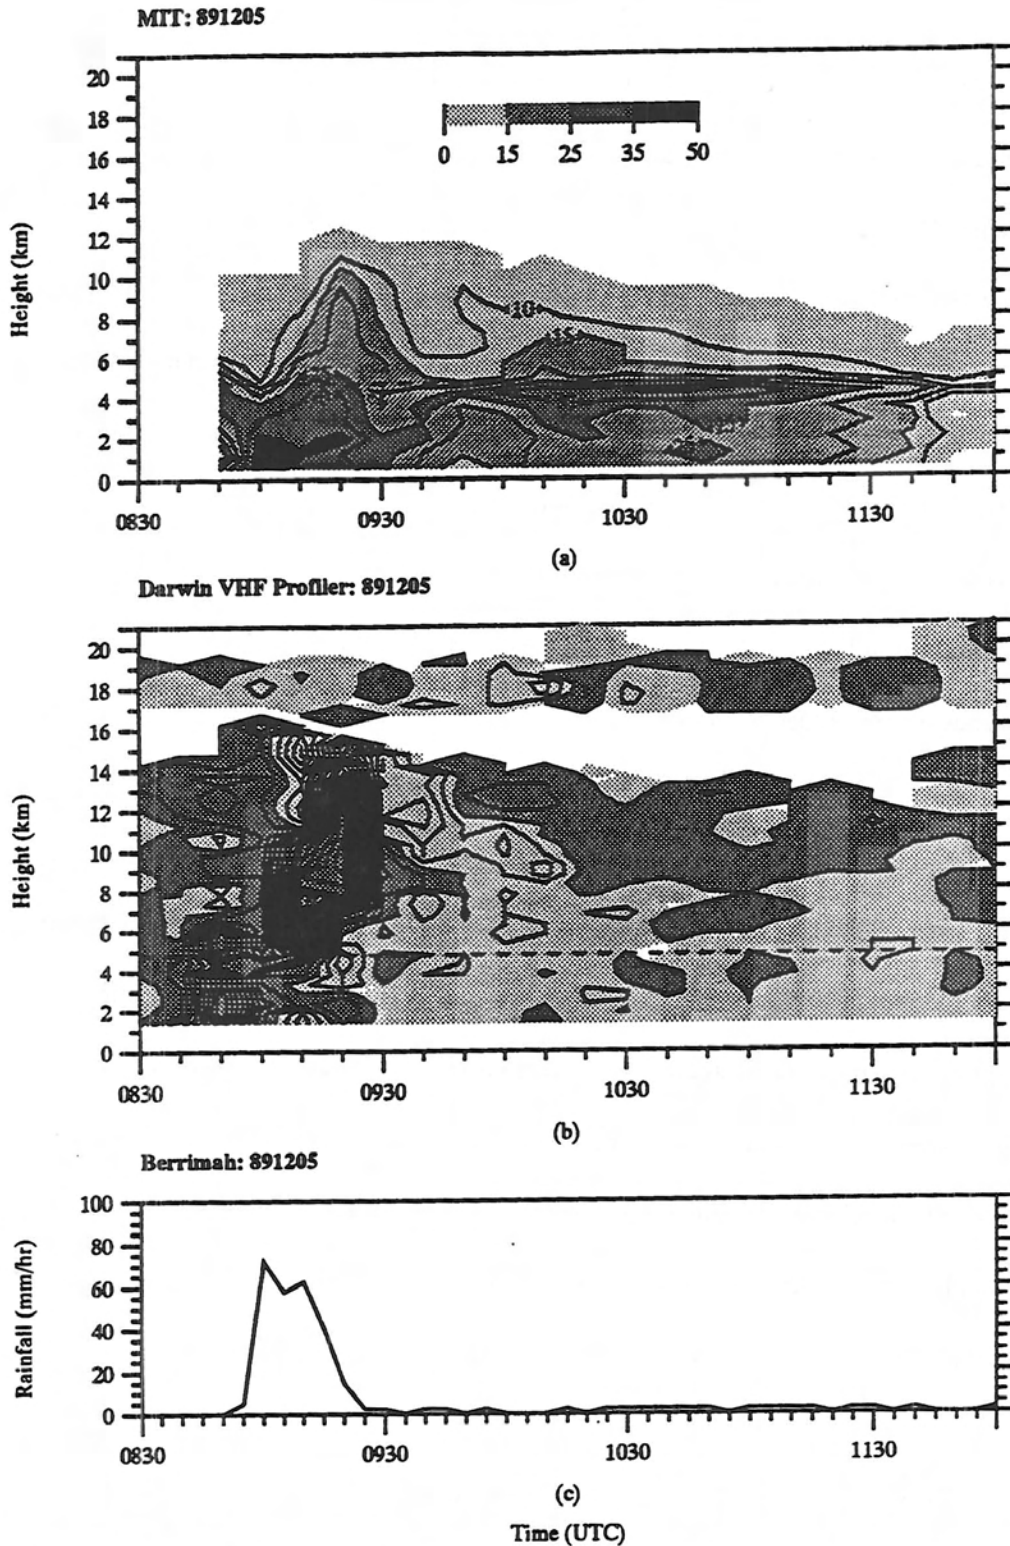 MIT: 891205
20
18
16
14
12
10
8
6
4
2
0
Height (km)
0 15 25 35 50
10
15
0830 0930 1030 1130
(a)
Darwin VHF Profiler: 891205
20
18
16
14
12
10
8
6
4
2
0
Height (km)
0830 0930 1030 1130
(b)
Berrimah: 891205
100
80
60
40
20
0
Rainfall (mm/hr)
0830 0930 1030 1130
(c)
Time (UTC)